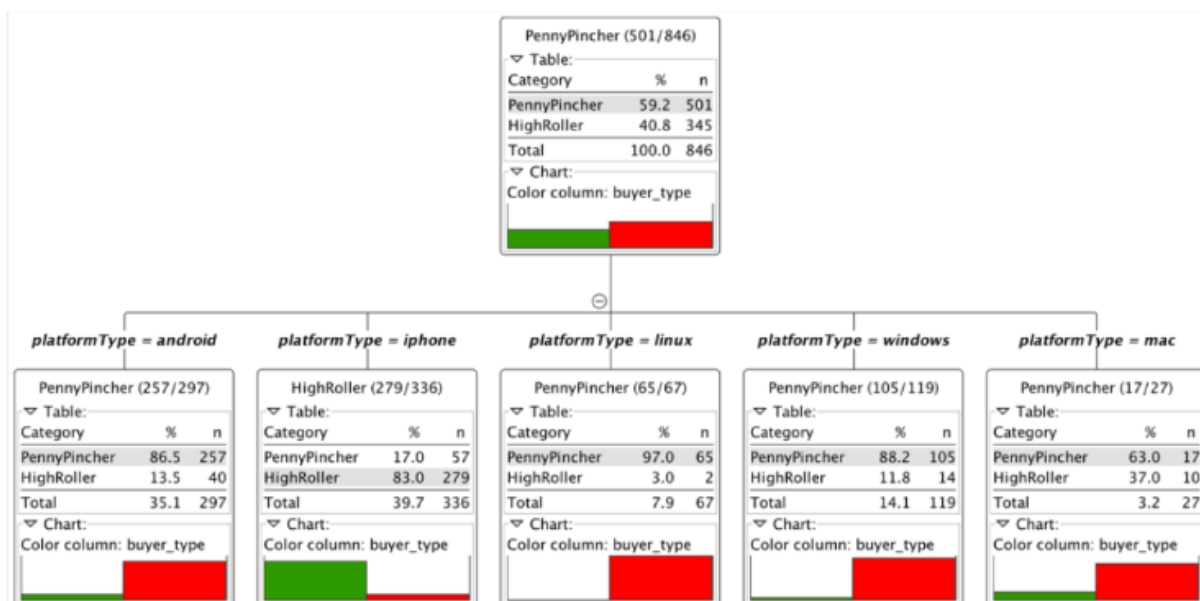 PennyPincher (501/846)
▽ Table:
Category % n
PennyPincher 59.2 501
HighRoller 40.8 345
Total 100.0 846
▽ Chart:
Color column: buyer_type
platformType = android
PennyPincher (257/297)
▽ Table:
Category % n
PennyPincher 86.5 257
HighRoller 13.5 40
Total 35.1 297
▽ Chart:
Color column: buyer_type
platformType = iphone
HighRoller (279/336)
▽ Table:
Category % n
PennyPincher 17.0 57
HighRoller 83.0 279
Total 39.7 336
▽ Chart:
Color column: buyer_type
platformType = linux
PennyPincher (65/67)
▽ Table:
Category % n
PennyPincher 97.0 65
HighRoller 3.0 2
Total 7.9 67
▽ Chart:
Color column: buyer_type
platformType = windows
PennyPincher (105/119)
▽ Table:
Category % n
PennyPincher 88.2 105
HighRoller 11.8 14
Total 14.1 119
▽ Chart:
Color column: buyer_type
platformType = mac
PennyPincher (17/27)
▽ Table:
Category % n
PennyPincher 63.0 17
HighRoller 37.0 10
Total 3.2 27
▽ Chart:
Color column: buyer_type